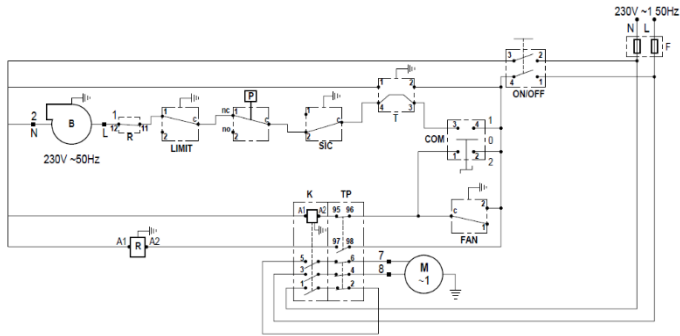 230V ~1 50Hz
N L
F
3 2
4 1
ON/OFF
2
N
B
L
1
12 11
R
230V ~50Hz
1
c
2
LIMIT
P
nc
no
c
1
c
2
SIC
1 2
4 3
T
COM
3 4
1 2
1
0
2
K TP
A1 A2
95 96
c
2
1
FAN
A1 R A2
97 98
5 6
3 4
1 2
7
8
M
~1